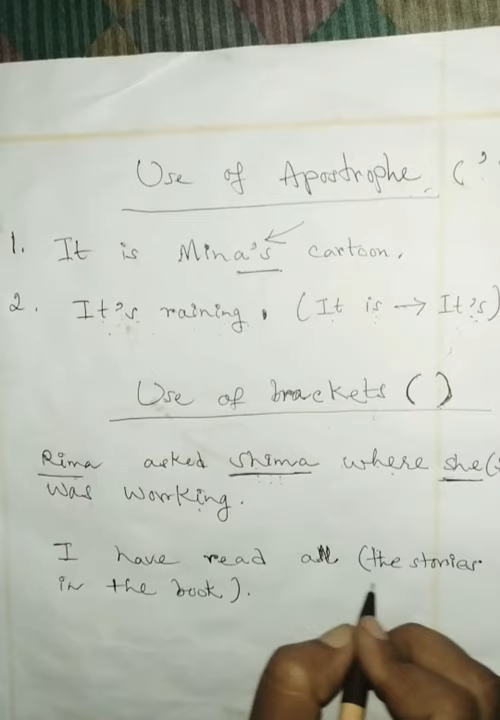 Use of Apostrophe (’
1. It is Mina's cartoon.
2. It's raining. (It is → It's)
Use of brackets ()
Rima asked Shima where she(
was working.
I have read all (the stories
in the book).